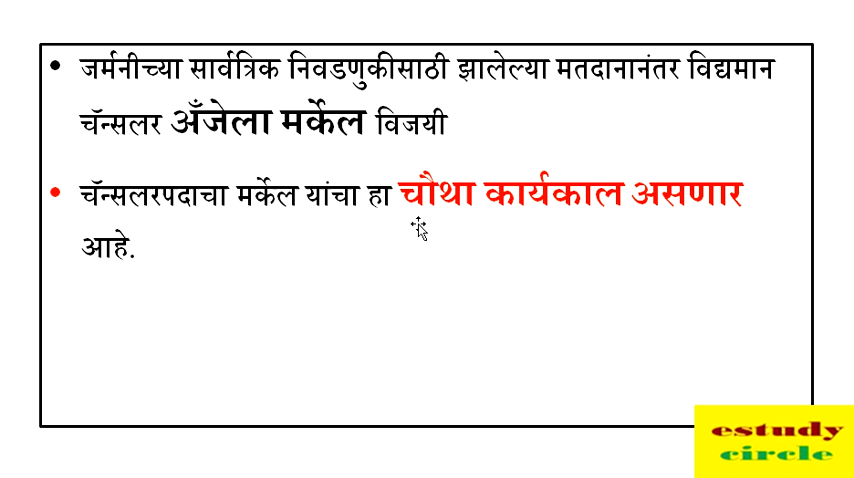 • जर्मनीच्या सार्वत्रिक निवडणुकीसाठी झालेल्या मतदानानंतर विद्यमान
चॅन्सलर अँजेला मर्केल विजयी
• चॅन्सलरपदाचा मर्केल यांचा हा चौथा कार्यकाल असणार
आहे.
estudy
circle